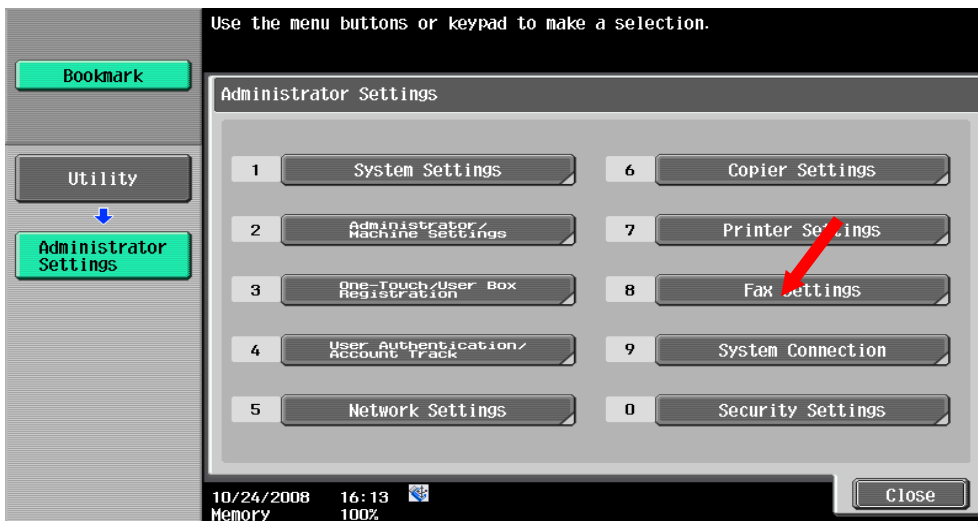 Use the menu buttons or keypad to make a selection.
Bookmark
Administrator Settings
Utility
Administrator
Settings
1 System Settings
2 Administrator/
Machine Settings
3 One-Touch/User Box
Registration
4 User Authentication/
Account Track
5 Network Settings
6 Copier Settings
7 Printer Settings
8 Fax Settings
9 System Connection
0 Security Settings
10/24/2008 16:13
Memory 100%
Close